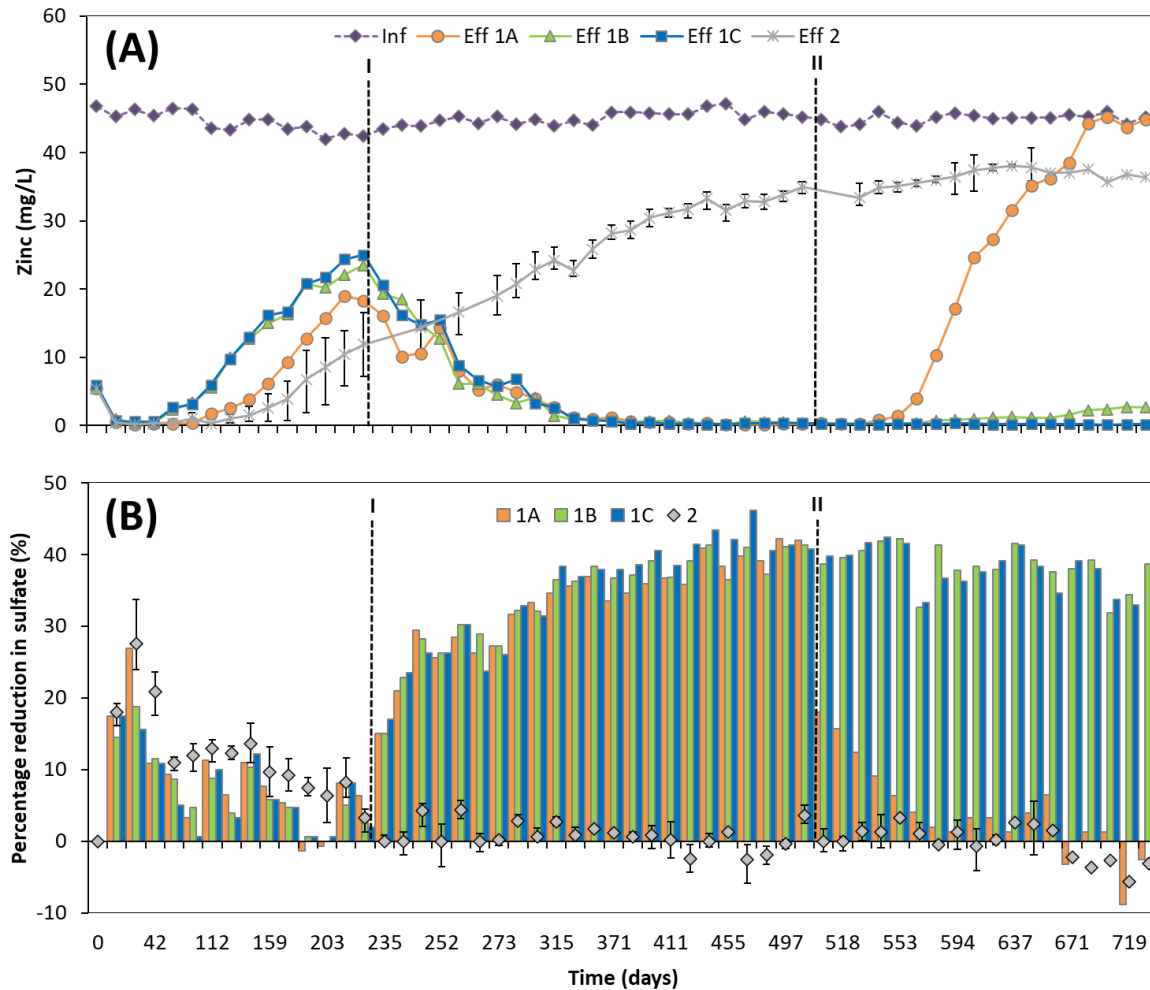 (A)
Inf Eff 1A Eff 1B Eff 1C Eff 2
I
II
60
50
40
30
20
10
0
Zinc (mg/L)
(B)
1A 1B 1C 2
I
II
50
40
30
20
10
0
-10
Percentage reduction in sulfate (%)
0 42 112 159 203 235 252 273 315 371 411 455 497 518 553 594 637 671 719
Time (days)